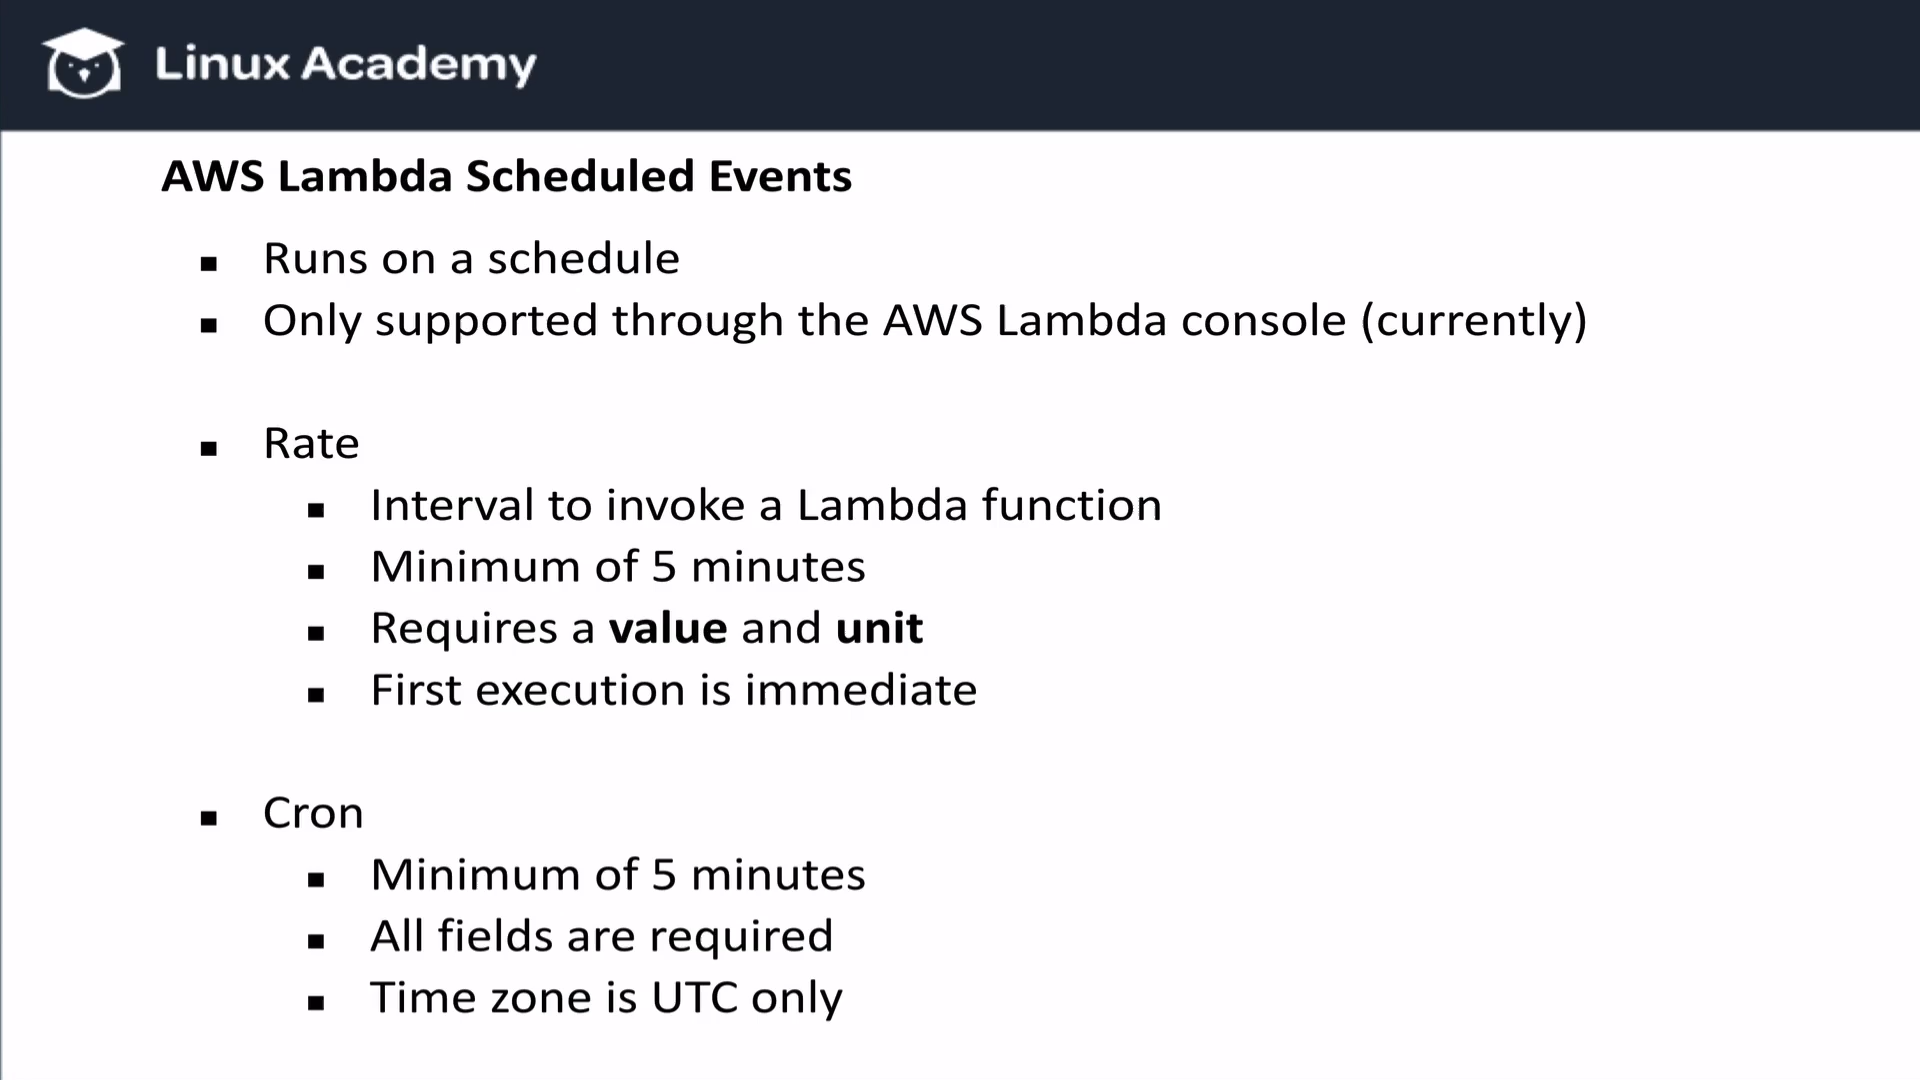 Linux Academy
AWS Lambda Scheduled Events
▪ Runs on a schedule
▪ Only supported through the AWS Lambda console (currently)
▪ Rate
▪ Interval to invoke a Lambda function
▪ Minimum of 5 minutes
▪ Requires a value and unit
▪ First execution is immediate
▪ Cron
▪ Minimum of 5 minutes
▪ All fields are required
▪ Time zone is UTC only